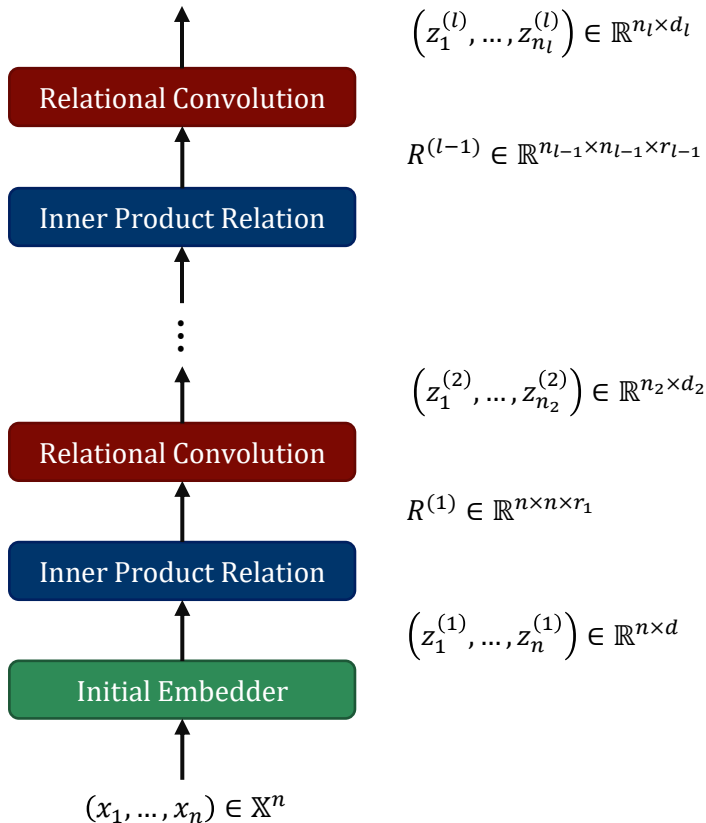 (z_1^{(l)}, …, z_{n_l}^{(l)}) ∈ ℝ^{n_l×d_l}
Relational Convolution
R^{(l−1)} ∈ ℝ^{n_{l−1}×n_{l−1}×r_{l−1}}
Inner Product Relation
⋮
(z_1^{(2)}, …, z_{n_2}^{(2)}) ∈ ℝ^{n_2×d_2}
Relational Convolution
R^{(1)} ∈ ℝ^{n×n×r_1}
Inner Product Relation
(z_1^{(1)}, …, z_n^{(1)}) ∈ ℝ^{n×d}
Initial Embedder
(x_1, …, x_n) ∈ 𝕏^n